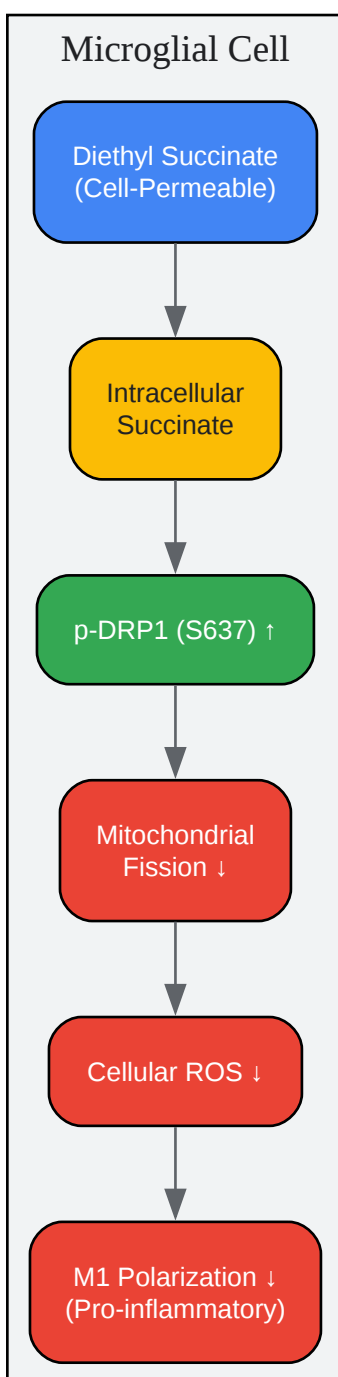 Microglial Cell
Diethyl Succinate
(Cell-Permeable)
Intracellular
Succinate
p-DRP1 (S637) ↑
Mitochondrial
Fission ↓
Cellular ROS ↓
M1 Polarization ↓
(Pro-inflammatory)